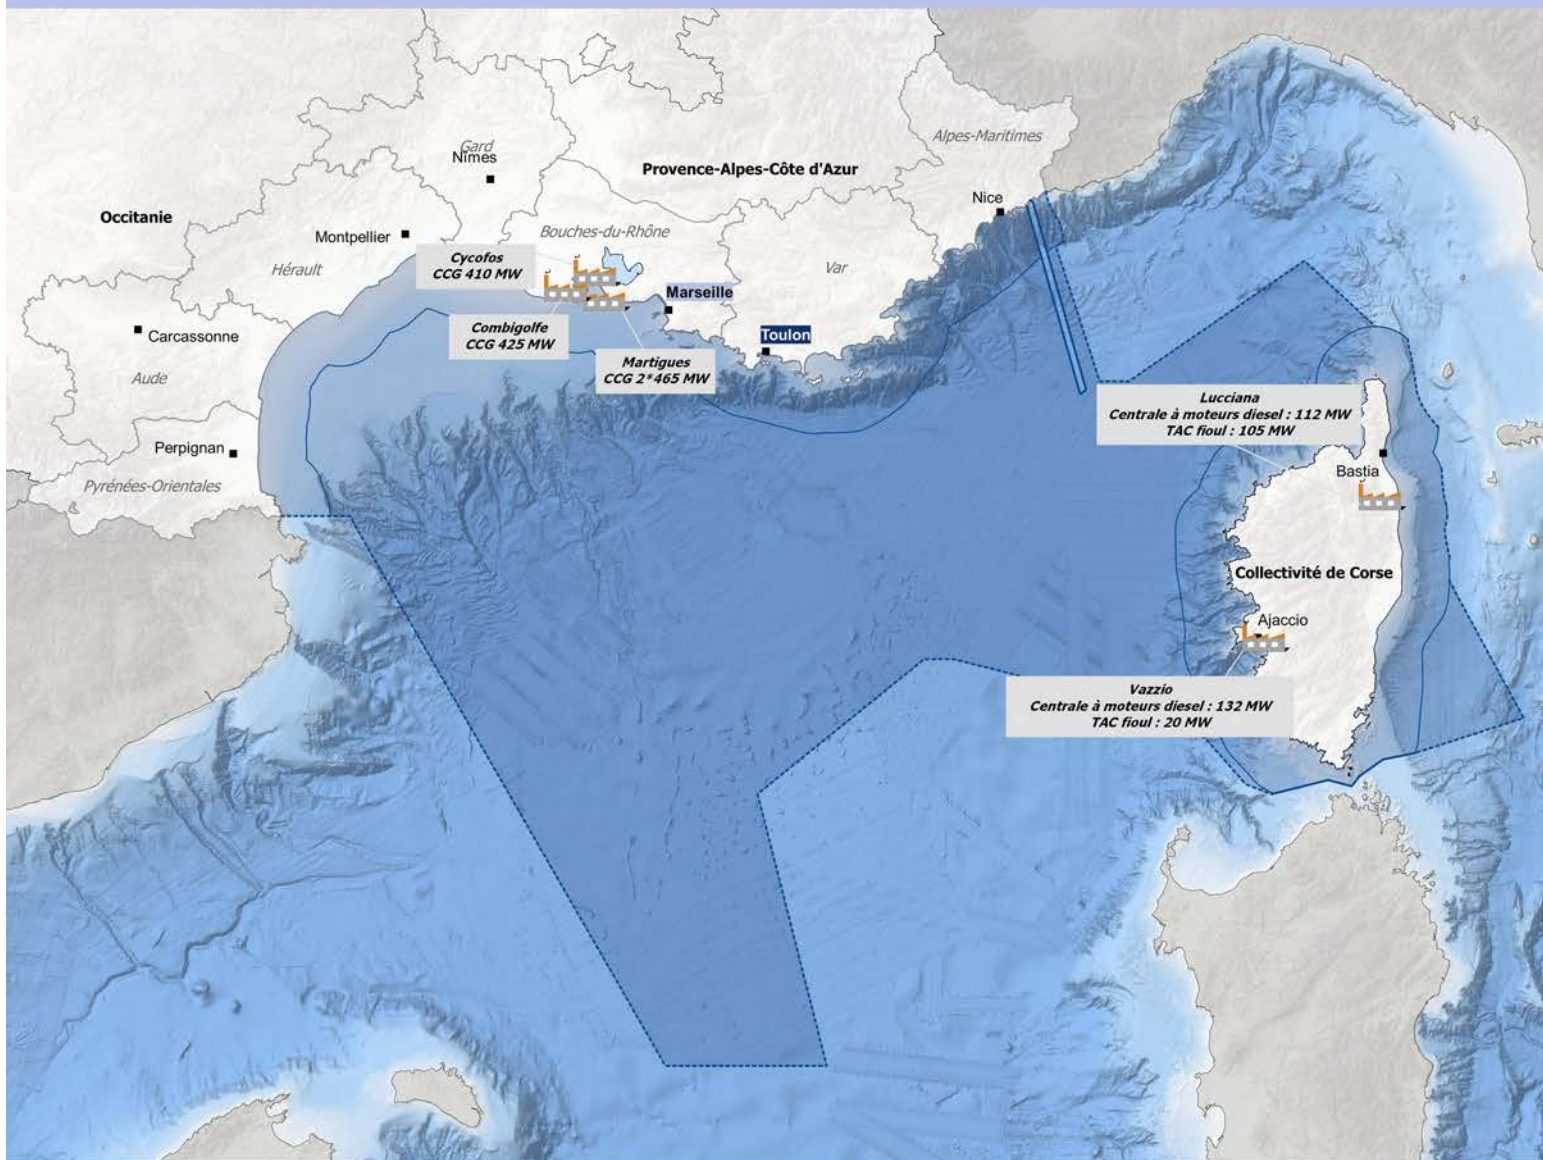 Alpes-Maritimes
Gard
Nîmes
Provence-Alpes-Côte d'Azur
Nice
Occitanie
Montpellier
Bouches-du-Rhône
Hérault
Cycofos
CCG 410 MW
Var
Marseille
Combigolfe
CCG 425 MW
Toulon
Carcassonne
Martigues
CCG 2*465 MW
Aude
Lucciana
Centrale à moteurs diesel : 112 MW
TAC fioul : 105 MW
Perpignan
Bastia
Pyrénées-Orientales
Collectivité de Corse
Ajaccio
Vazzio
Centrale à moteurs diesel : 132 MW
TAC fioul : 20 MW